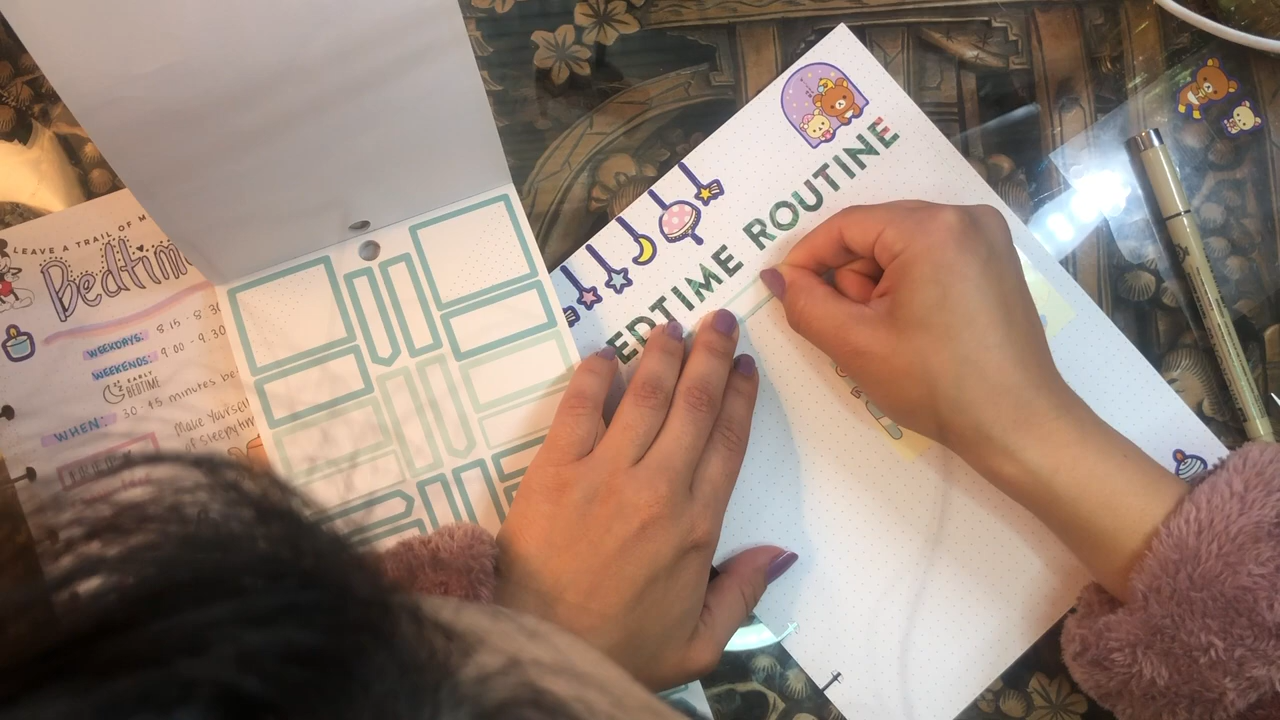 LEAVE A TRAIL OF
Bedtime
WEEKDAYS: 8.15 - 8.30
WEEKENDS: 9.00 - 9.30
EARLY
BEDTIME
WHEN: 30-45 minutes
Make yourself
of sleepy
EDTIME ROUTINE